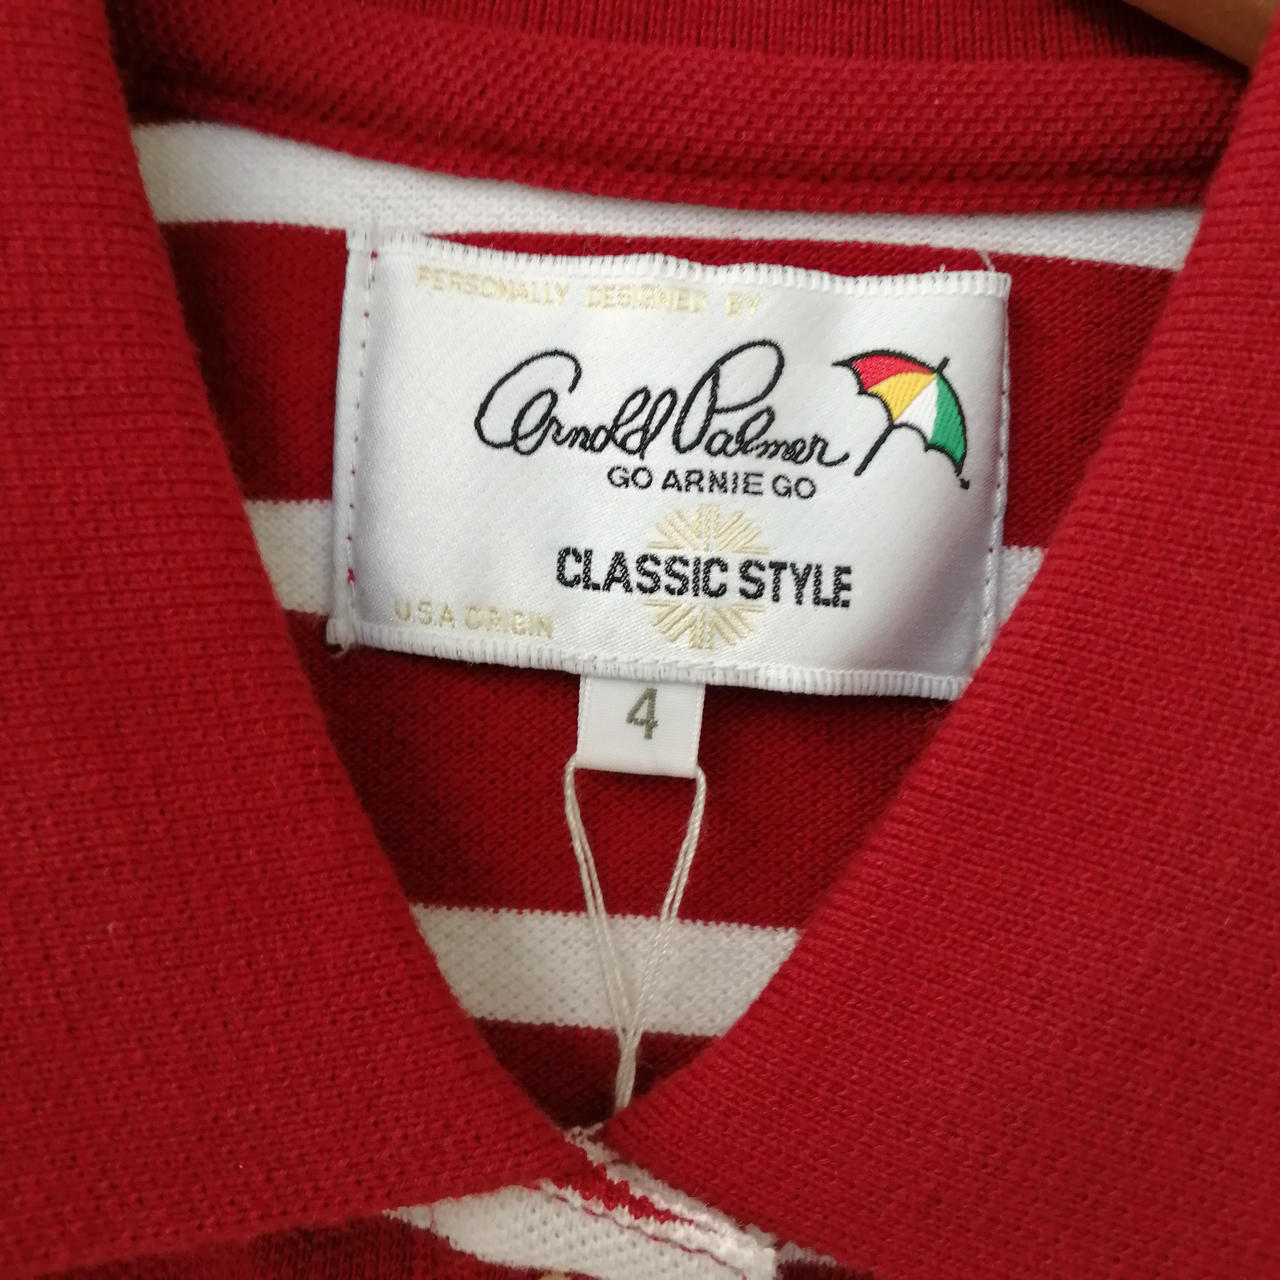 PERSONALLY DESIGNED BY
Arnold Palmer
GO ARNIE GO
CLASSIC STYLE
U.S.A ORIGIN
4